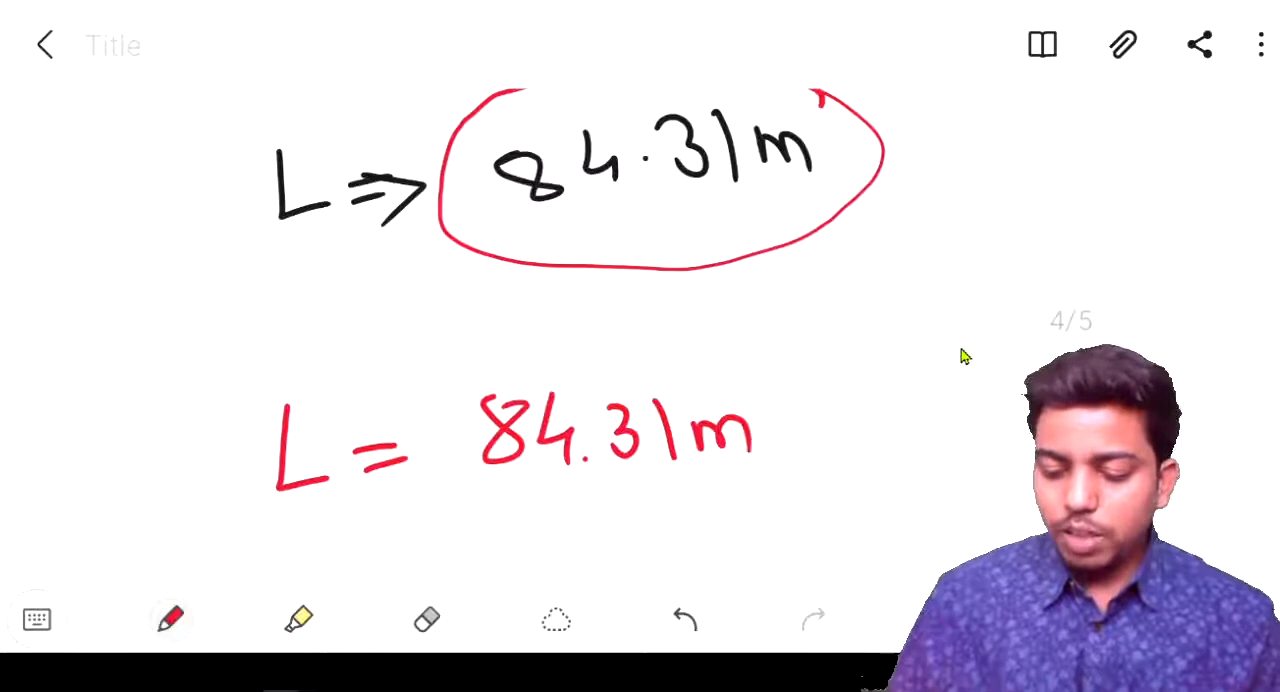 Title
L ⇒ 84.31m
4/5
L = 84.31m